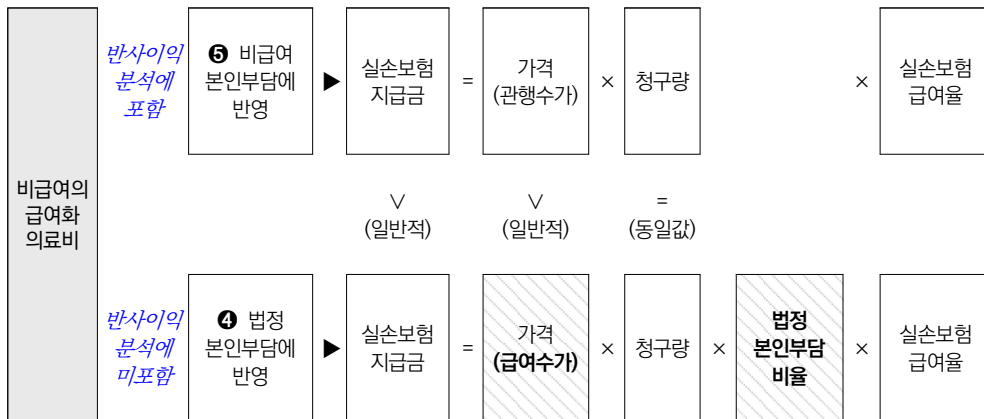 비급여의
급여화
의료비
반사이익
분석에
포함
❺ 비급여
본인부담에
반영
▶
실손보험
지급금
=
가격
(관행수가)
×
청구량
×
실손보험
급여율
∨
(일반적)
∨
(일반적)
=
(동일값)
반사이익
분석에
미포함
❹ 법정
본인부담에
반영
▶
실손보험
지급금
=
가격
(급여수가)
×
청구량
×
법정
본인부담
비율
×
실손보험
급여율